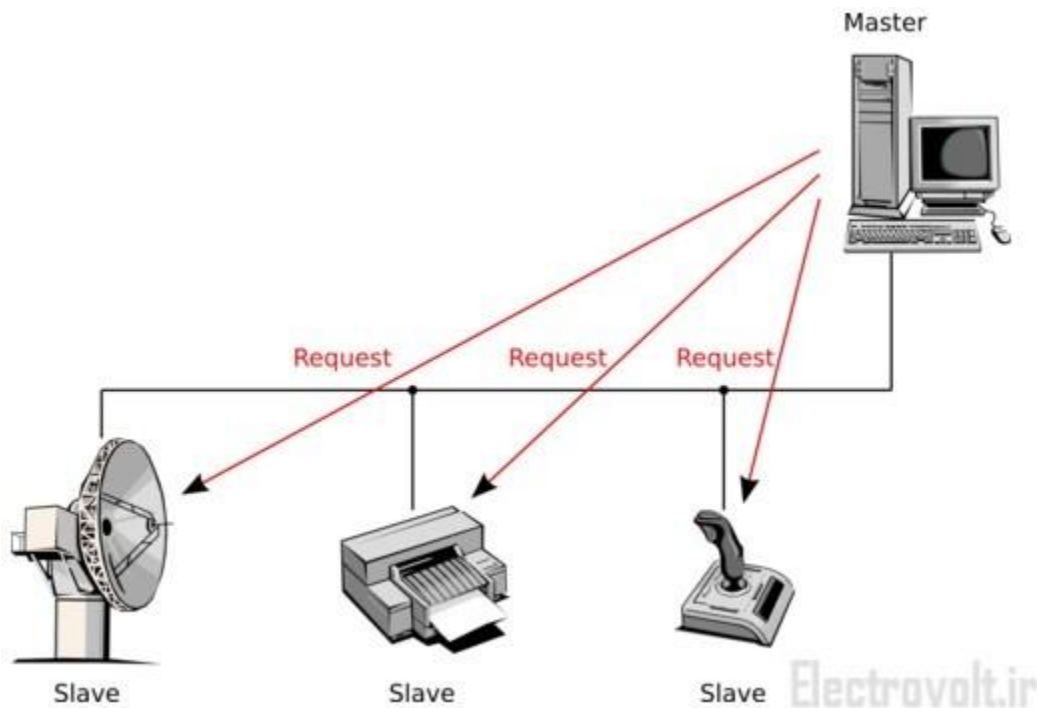 Master
Request
Request
Request
Slave
Slave
Slave
Electrovolt.ir